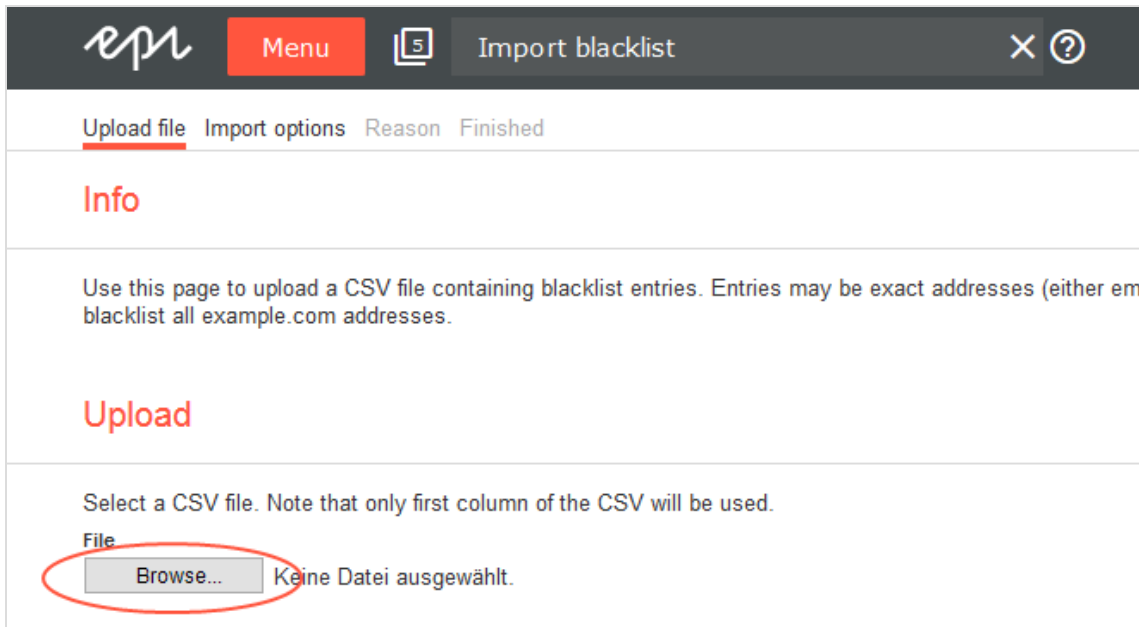 epi
Menu 5 Import blacklist
Upload file Import options Reason Finished
Info
Use this page to upload a CSV file containing blacklist entries. Entries may be exact addresses (either em
blacklist all example.com addresses.
Upload
Select a CSV file. Note that only first column of the CSV will be used.
File
Browse... Keine Datei ausgewählt.